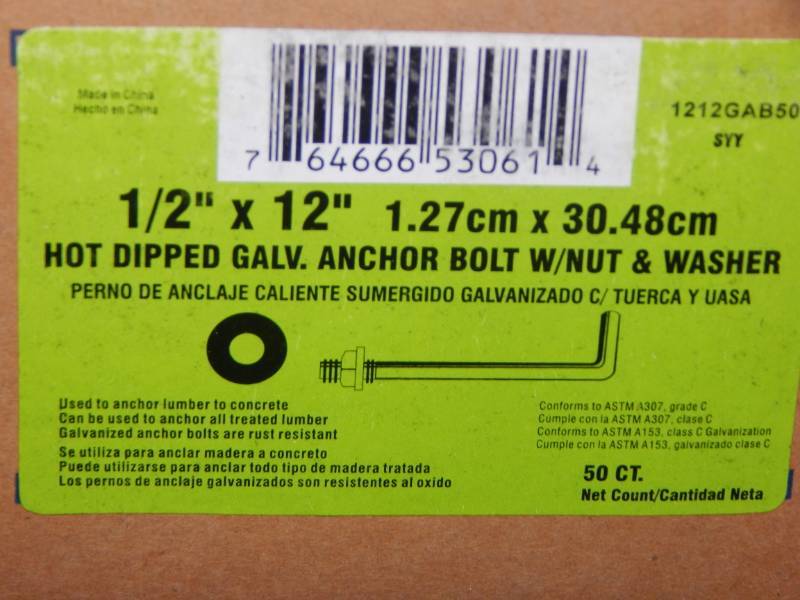 Made in China
Hecho en China
1212GAB50
SYY
7 64666 53061 4
1/2" x 12" 1.27cm x 30.48cm
HOT DIPPED GALV. ANCHOR BOLT W/NUT & WASHER
PERNO DE ANCLAJE CALIENTE SUMERGIDO GALVANIZADO C/ TUERCA Y UASA
Used to anchor lumber to concrete
Can be used to anchor all treated lumber
Galvanized anchor bolts are rust resistant
Se utiliza para anclar madera a concreto
Puede utilizarse para anclar todo tipo de madera tratada
Los pernos de anclaje galvanizados son resistentes al oxido
Conforms to ASTM A307, grade C
Cumple con la ASTM A307, clase C
Conforms to ASTM A153, class C Galvanization
Cumple con la ASTM A153, galvanizado clase C
50 CT.
Net Count/Cantidad Neta